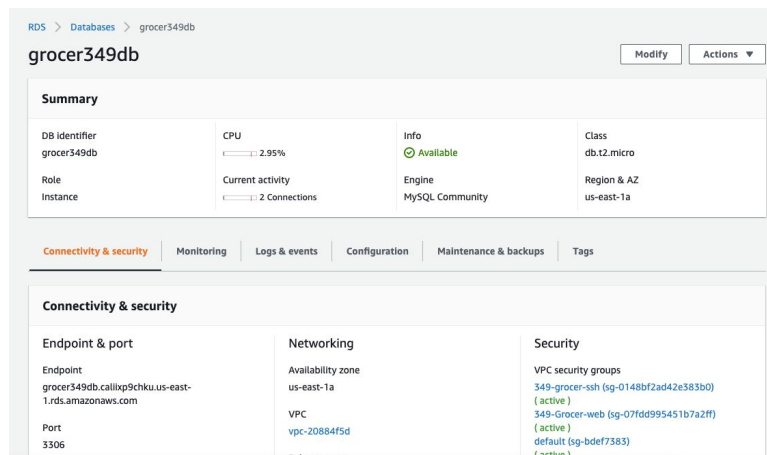 RDS > Databases > grocer349db
grocer349db
Modify
Actions ▼
Summary
DB identifier
grocer349db
CPU
2.95%
Info
Available
Class
db.t2.micro
Role
Instance
Current activity
2 Connections
Engine
MySQL Community
Region & AZ
us-east-1a
Connectivity & security
Monitoring
Logs & events
Configuration
Maintenance & backups
Tags
Connectivity & security
Endpoint & port
Endpoint
grocer349db.caliixp9chku.us-east-
1.rds.amazonaws.com
Port
3306
Networking
Availability zone
us-east-1a
VPC
vpc-20884f5d
Security
VPC security groups
349-grocer-ssh (sg-0148bf2ad42e383b0)
( active )
349-Grocer-web (sg-07fdd995451b7a2ff)
( active )
default (sg-bdef7383)
( active )